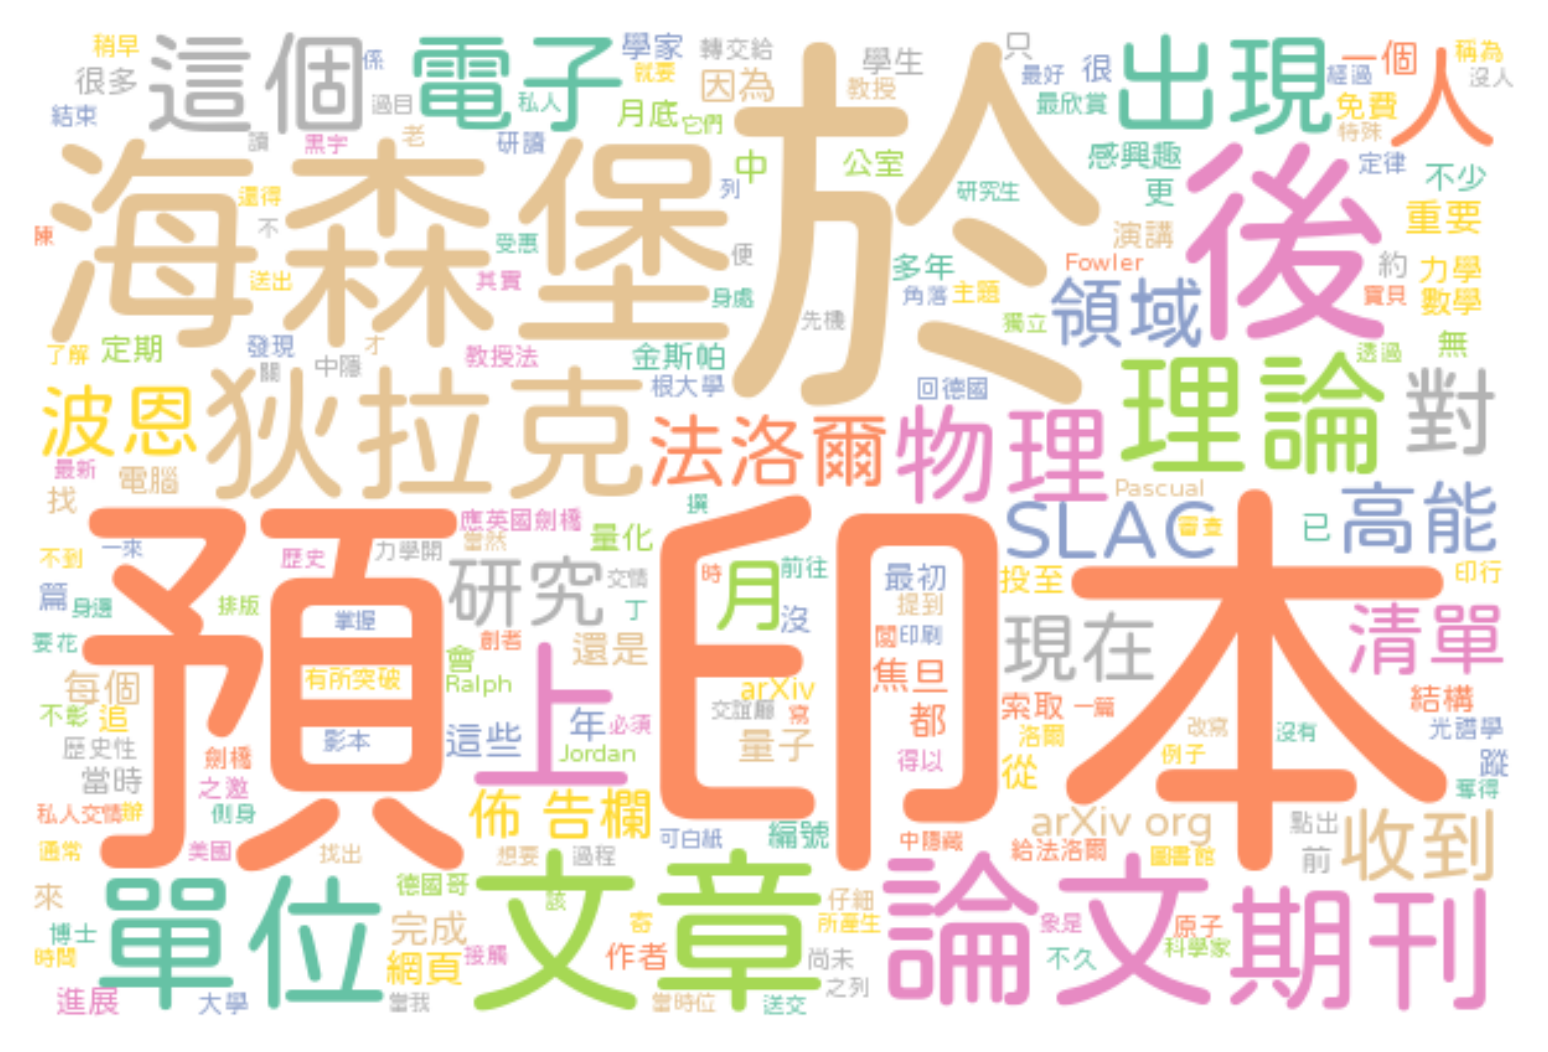 稍早
這個
係
電子
學家
轉交給
於
學生
只
最好
很
出現
一個
人
稱為
沒人
很多
過目
私人
就要
因為
教授
最欣賞
經過
免費
特殊
結束
讀
黑字
老
研讀
月底
它們
中
公室
感興趣
後
定律
不少
海森堡
還得
列
研究生
更
重要
陳
不
受惠
便
演講
送出
其實
身處
多年
Fowler
約
力學
角落
主題
領域
買貝
數學
先機
獨立
了解
定期
發現
才
教授法
金斯帕
透過
無
關
中隱
根大學
回德國
波恩
狄拉克
法洛爾
物理
理論
對
最新
找
電腦
Pascual
預印本
應英國劍橋
撰
SLAC
審查
已
高能
不到
一來
歷史
力學開
當然
量化
篇
身邊
排版
掌握
研究
交情
時
月
前往
最初
投至
印行
丁
沒
提到
要花
創者
還是
閱
印刷
現在
清單
每個
有所突破
會
Ralph
上
arXiv
焦旦
索取
一篇
結構
不彰
追
交誼廳
寫
都
改寫
歷史性
影本
這些
年
必須
量子
洛爾
例子
沒有
光譜學
劍橋
Jordan
得以
從
蹤
當時
之邀
奪得
私人交情
辦
側身
佈 告欄
可白紙
編號
arXiv org
點出
收到
中隱藏
給法洛爾
通常
美國
找出
想要
過程
圖書館
前
單位
德國哥
文章
論文
期刊
來
該
仔細
博士
完成
寄
所產生
象是
原子
時間
網頁
接觸
作者
尚未
不久
科學家
進展
大學
當我
當時位
送交
之列